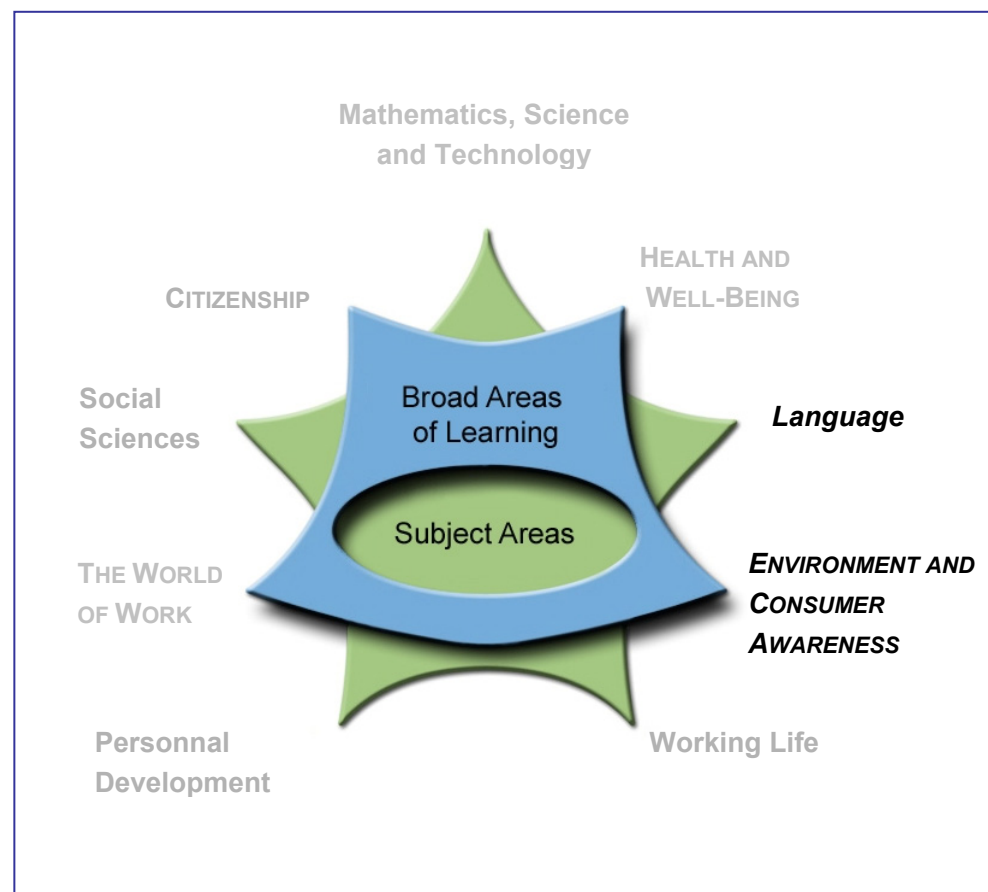 Mathematics, Science
and Technology
HEALTH AND
WELL-BEING
CITIZENSHIP
Broad Areas
of Learning
Social
Sciences
Language
Subject Areas
THE WORLD
OF WORK
ENVIRONMENT AND
CONSUMER
AWARENESS
Personnal
Development
Working Life